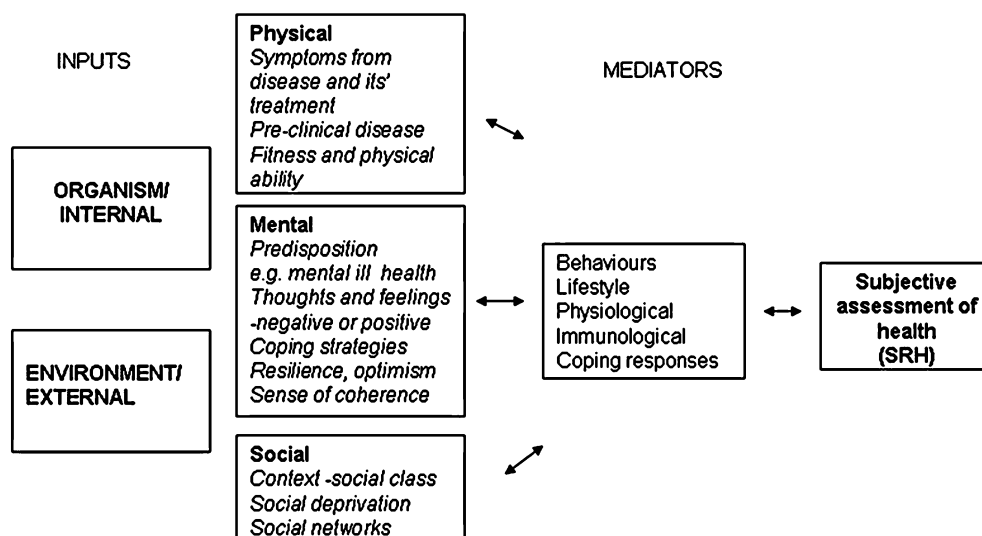 INPUTS
ORGANISM/
INTERNAL
ENVIRONMENT/
EXTERNAL
Physical
Symptoms from
disease and its'
treatment
Pre-clinical disease
Fitness and physical
ability
Mental
Predisposition
e.g. mental ill health
Thoughts and feelings
-negative or positive
Coping strategies
Resilience, optimism
Sense of coherence
Social
Context -social class
Social deprivation
Social networks
MEDIATORS
Behaviours
Lifestyle
Physiological
Immunological
Coping responses
Subjective
assessment of
health
(SRH)